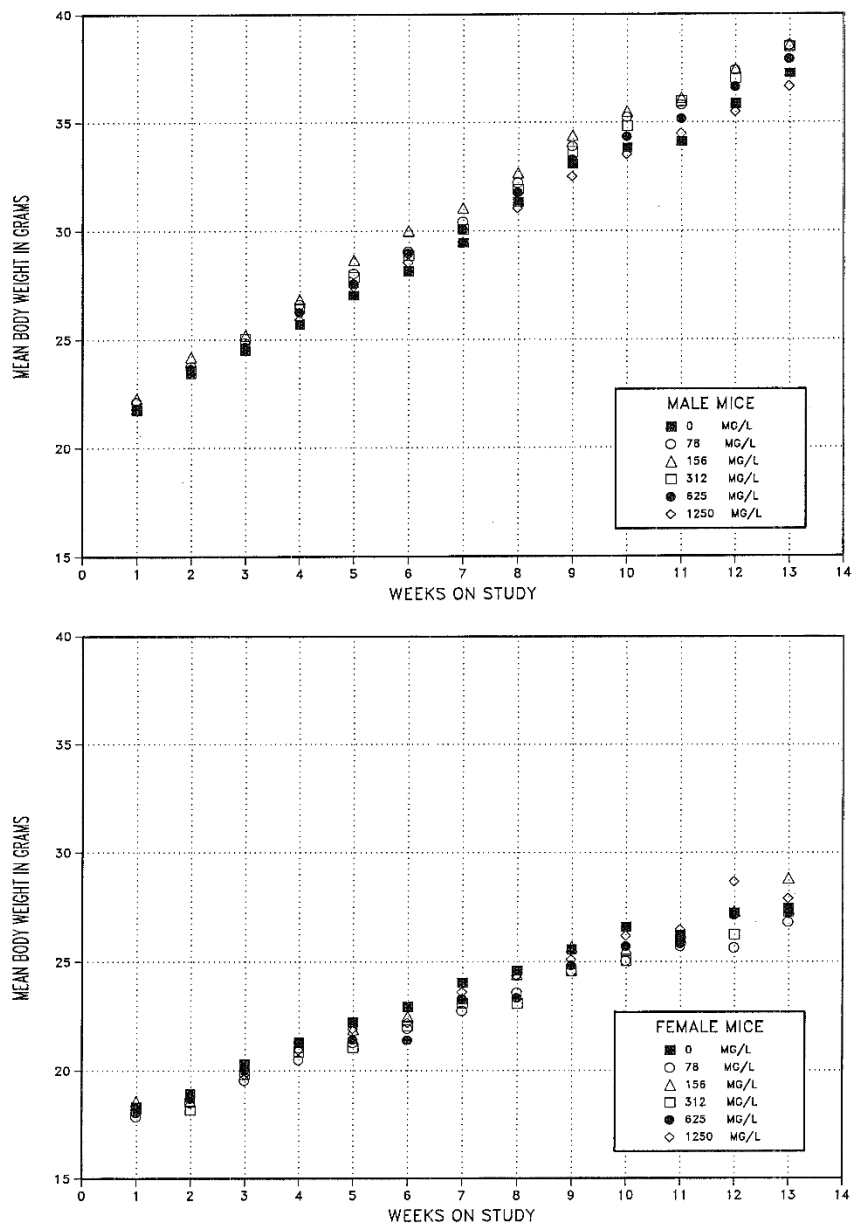 40
35
30
25
20
15
MEAN BODY WEIGHT IN GRAMS
MALE MICE
0 MG/L
78 MG/L
156 MG/L
312 MG/L
625 MG/L
1250 MG/L
0 1 2 3 4 5 6 7 8 9 10 11 12 13 14
WEEKS ON STUDY
40
35
30
25
20
15
MEAN BODY WEIGHT IN GRAMS
FEMALE MICE
0 MG/L
78 MG/L
156 MG/L
312 MG/L
625 MG/L
1250 MG/L
0 1 2 3 4 5 6 7 8 9 10 11 12 13 14
WEEKS ON STUDY